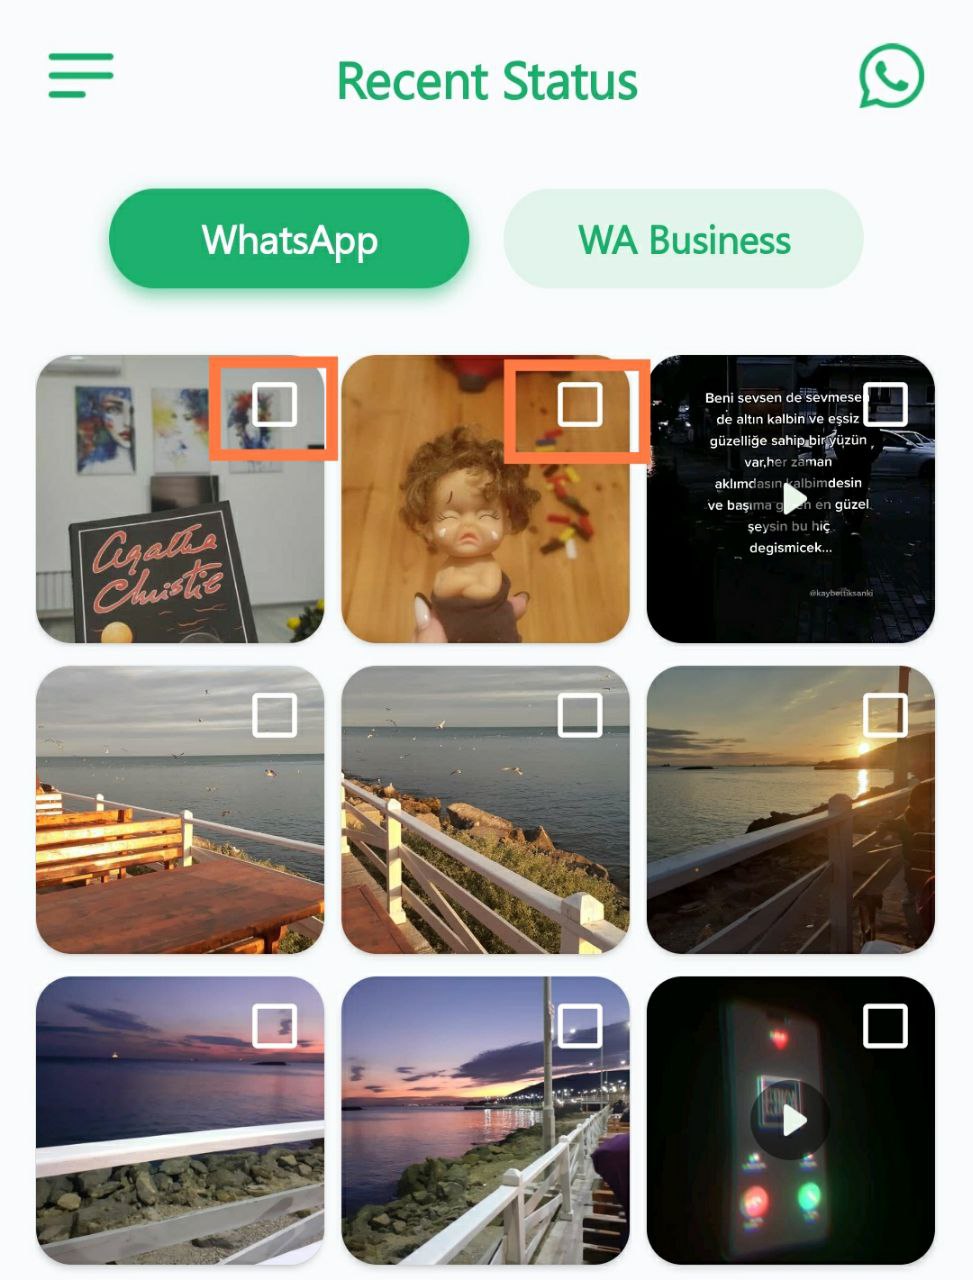 Recent Status
WhatsApp
WA Business
Agatha
Christie
Beni sevsen de sevmesen
de altın kalbin ve eşsiz
güzelliğe sahip bir yüzün
var,her zaman
aklımdasın kalbimdesin
ve başıma gelen en güzel
şeysin bu hiç
degismicek...
@kaybettiksanki